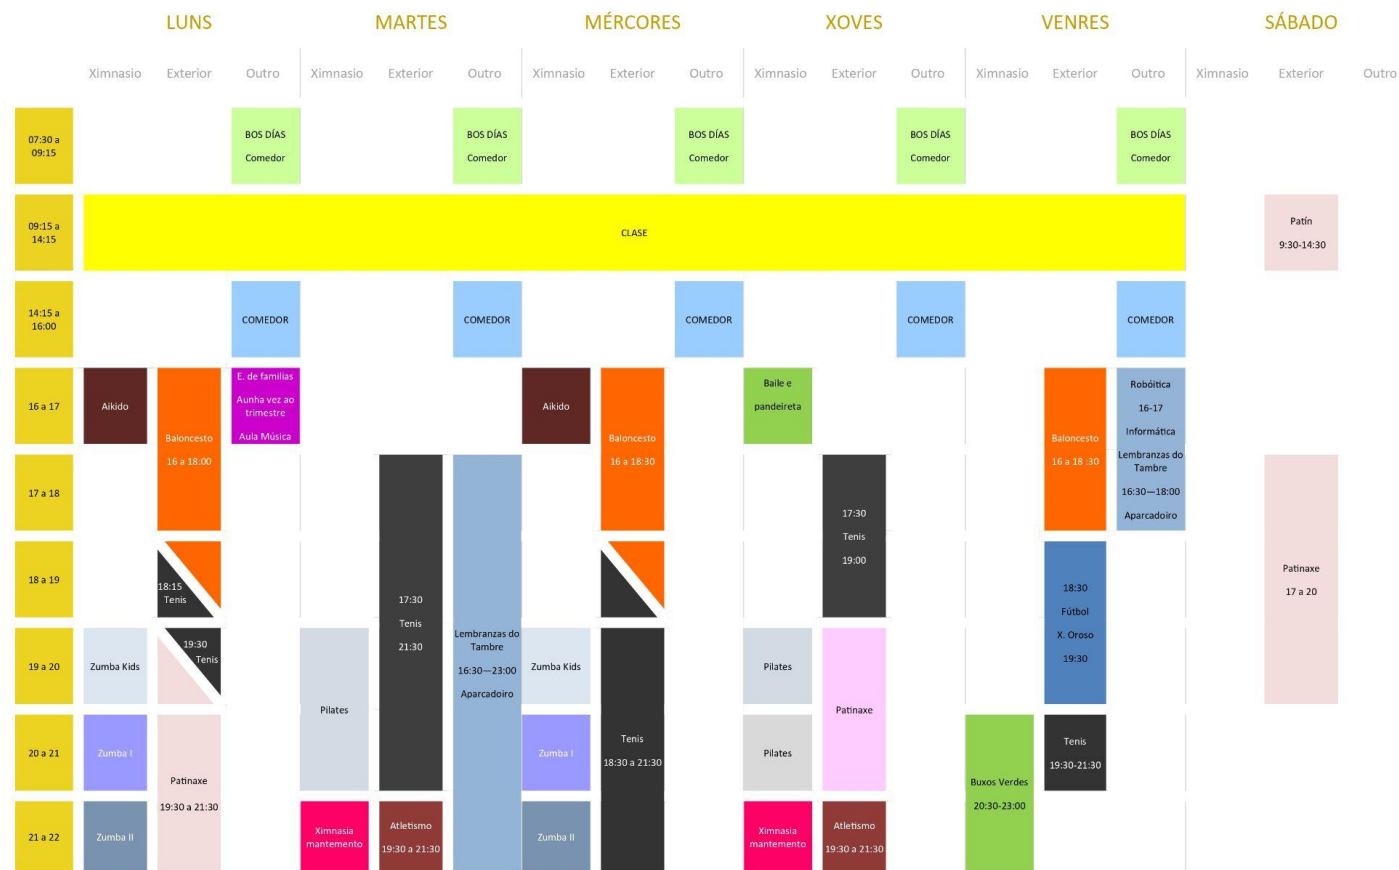 LUNS MARTES MÉRCORES XOVES VENRES SÁBADO
Ximnasio Exterior Outro Ximnasio Exterior Outro Ximnasio Exterior Outro Ximnasio Exterior Outro Ximnasio Exterior Outro Ximnasio Exterior Outro
07:30 a
09:15
BOS DÍAS
Comedor
BOS DÍAS
Comedor
BOS DÍAS
Comedor
BOS DÍAS
Comedor
BOS DÍAS
Comedor
09:15 a
14:15
CLASE
Patín
9:30-14:30
14:15 a
16:00
COMEDOR
COMEDOR
COMEDOR
COMEDOR
COMEDOR
16 a 17
Aikido
Baloncesto
16 a 18:00
E. de familias
Aunha vez ao
trimestre
Aula Música
Aikido
Baloncesto
16 a 18:30
Baile e
pandeireta
Baloncesto
16 a 18 :30
Robóitica
16-17
Informática
Lembranzas do
Tambre
16:30—18:00
Aparcadoiro
17 a 18
17:30
Tenis
21:30
Lembranzas do
Tambre
16:30—23:00
Aparcadoiro
17:30
Tenis
19:00
Patinaxe
17 a 20
18 a 19
18:15
Tenis
18:30
Fútbol
X. Oroso
19:30
19 a 20
Zumba Kids
19:30
Tenis
Pilates
Zumba Kids
Tenis
18:30 a 21:30
Pilates
Patinaxe
20 a 21
Zumba I
Patinaxe
19:30 a 21:30
Zumba I
Pilates
Buxos Verdes
20:30-23:00
Tenis
19:30-21:30
21 a 22
Zumba II
Ximnasia
mantemento
Atletismo
19:30 a 21:30
Zumba II
Ximnasia
mantemento
Atletismo
19:30 a 21:30